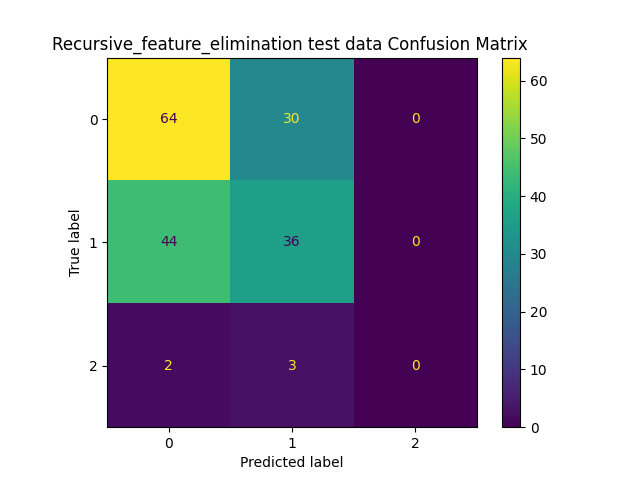 Recursive_feature_elimination test data Confusion Matrix
0 64 30 0
1 44 36 0
2 2 3 0
0 1 2
True label
Predicted label
60
50
40
30
20
10
0